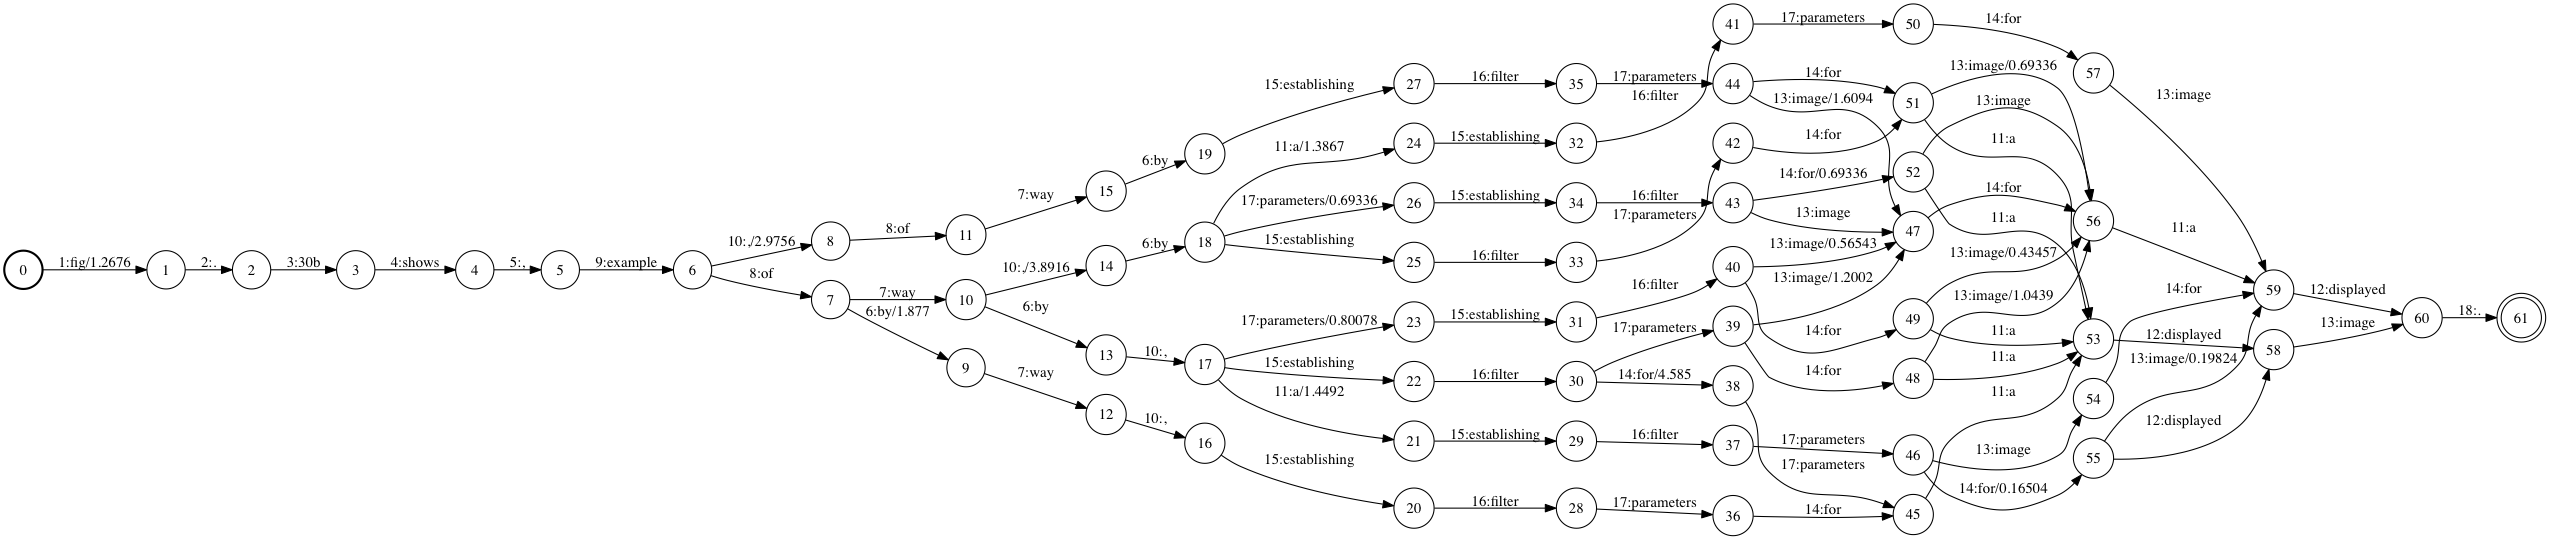 0 1:fig/1.2676 1 2:. 2 3:30b 3 4:shows 4 5:, 5 9:example 6
10:,/2.9756 8 8:of 11 7:way 15 6:by 19 15:establishing 27 16:filter 35 17:parameters 44
8:of 7 7:way 10 10:,/3.8916 14 6:by 18
6:by/1.877 9 7:way 12 10:, 16 15:establishing 20 16:filter 28 17:parameters 36 14:for 45
6:by 13 10:, 17
11:a/1.3867 24 15:establishing 32 16:filter 41 17:parameters 50 14:for 57 13:image
17:parameters/0.69336 26 15:establishing 34 16:filter 43
15:establishing 25 16:filter 33 17:parameters 42 14:for
17:parameters/0.80078 23 15:establishing 31 16:filter 40
15:establishing 22 16:filter 30 17:parameters 39
14:for/4.585 38 17:parameters
11:a/1.4492 21 15:establishing 29 16:filter 37 17:parameters 46
14:for 51 13:image/0.69336
13:image/1.6094
11:a
14:for/0.69336 52 13:image
13:image 47 14:for 56 11:a
11:a
13:image/0.56543
14:for 49 13:image/0.43457
11:a
13:image/1.2002
14:for 48 13:image/1.0439
11:a
11:a 53 12:displayed 58 13:image
13:image 54 14:for 59 12:displayed 60 18:. 61
14:for/0.16504 55 13:image/0.19824
12:displayed